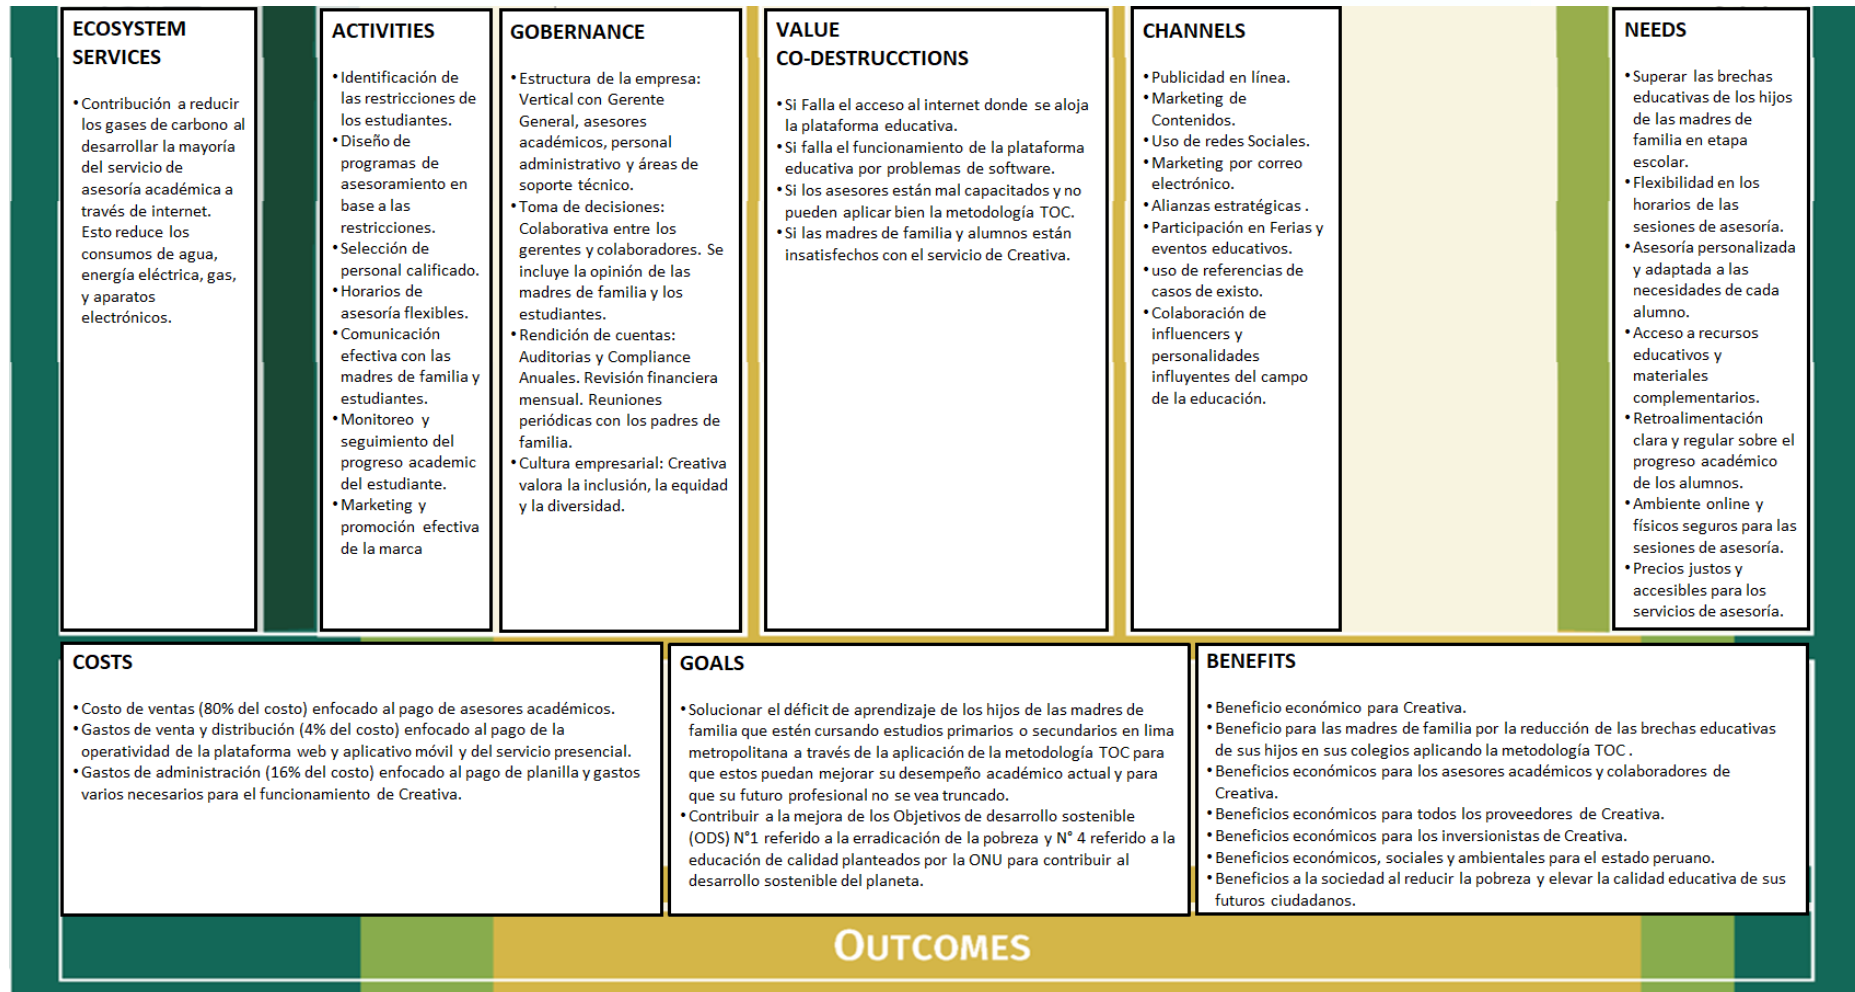 ECOSYSTEM
SERVICES
• Contribución a reducir
los gases de carbono al
desarrollar la mayoría
del servicio de
asesoría académica a
través de internet.
Esto reduce los
consumos de agua,
energía eléctrica, gas,
y aparatos
electrónicos.
ACTIVITIES
• Identificación de
las restricciones de
los estudiantes.
• Diseño de
programas de
asesoramiento en
base a las
restricciones.
• Selección de
personal calificado.
• Horarios de
asesoría flexibles.
• Comunicación
efectiva con las
madres de familia y
estudiantes.
• Monitoreo y
seguimiento del
progreso academic
del estudiante.
• Marketing y
promoción efectiva
de la marca
GOBERNANCE
• Estructura de la empresa:
Vertical con Gerente
General, asesores
académicos, personal
administrativo y áreas de
soporte técnico.
• Toma de decisiones:
Colaborativa entre los
gerentes y colaboradores. Se
incluye la opinión de las
madres de familia y los
estudiantes.
• Rendición de cuentas:
Auditorias y Compliance
Anuales. Revisión financiera
mensual. Reuniones
periódicas con los padres de
familia.
• Cultura empresarial: Creativa
valora la inclusión, la equidad
y la diversidad.
VALUE
CO-DESTRUCCTIONS
• Si Falla el acceso al internet donde se aloja
la plataforma educativa.
• Si falla el funcionamiento de la plataforma
educativa por problemas de software.
• Si los asesores están mal capacitados y no
pueden aplicar bien la metodología TOC.
• Si las madres de familia y alumnos están
insatisfechos con el servicio de Creativa.
CHANNELS
• Publicidad en línea.
• Marketing de
Contenidos.
• Uso de redes Sociales.
• Marketing por correo
electrónico.
• Alianzas estratégicas .
• Participación en Ferias y
eventos educativos.
• uso de referencias de
casos de existo.
• Colaboración de
influencers y
personalidades
influyentes del campo
de la educación.
NEEDS
• Superar las brechas
educativas de los hijos
de las madres de
familia en etapa
escolar.
• Flexibilidad en los
horarios de las
sesiones de asesoría.
• Asesoría personalizada
y adaptada a las
necesidades de cada
alumno.
• Acceso a recursos
educativos y
materiales
complementarios.
• Retroalimentación
clara y regular sobre el
progreso académico
de los alumnos.
• Ambiente online y
físicos seguros para las
sesiones de asesoría.
• Precios justos y
accesibles para los
servicios de asesoría.
COSTS
• Costo de ventas (80% del costo) enfocado al pago de asesores académicos.
• Gastos de venta y distribución (4% del costo) enfocado al pago de la
operatividad de la plataforma web y aplicativo móvil y del servicio presencial.
• Gastos de administración (16% del costo) enfocado al pago de planilla y gastos
varios necesarios para el funcionamiento de Creativa.
GOALS
• Solucionar el déficit de aprendizaje de los hijos de las madres de
familia que estén cursando estudios primarios o secundarios en lima
metropolitana a través de la aplicación de la metodología TOC para
que estos puedan mejorar su desempeño académico actual y para
que su futuro profesional no se vea truncado.
• Contribuir a la mejora de los Objetivos de desarrollo sostenible
(ODS) N°1 referido a la erradicación de la pobreza y N° 4 referido a la
educación de calidad planteados por la ONU para contribuir al
desarrollo sostenible del planeta.
BENEFITS
• Beneficio económico para Creativa.
• Beneficio para las madres de familia por la reducción de las brechas educativas
de sus hijos en sus colegios aplicando la metodología TOC .
• Beneficios económicos para los asesores académicos y colaboradores de
Creativa.
• Beneficios económicos para todos los proveedores de Creativa.
• Beneficios económicos para los inversionistas de Creativa.
• Beneficios económicos, sociales y ambientales para el estado peruano.
• Beneficios a la sociedad al reducir la pobreza y elevar la calidad educativa de sus
futuros ciudadanos.
OUTCOMES